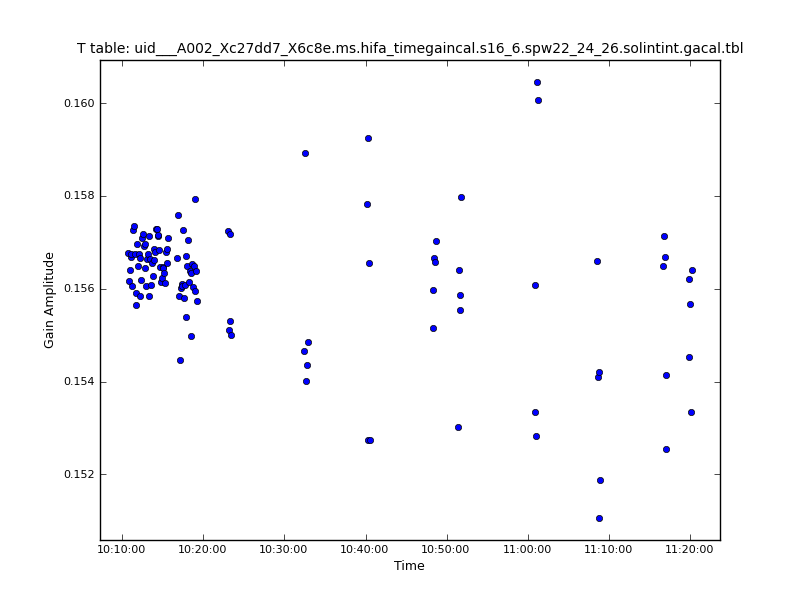 T table: uid___A002_Xc27dd7_X6c8e.ms.hifa_timegaincal.s16_6.spw22_24_26.solintint.gacal.tbl
0.160
0.158
0.156
0.154
0.152
Gain Amplitude
10:10:00 10:20:00 10:30:00 10:40:00 10:50:00 11:00:00 11:10:00 11:20:00
Time